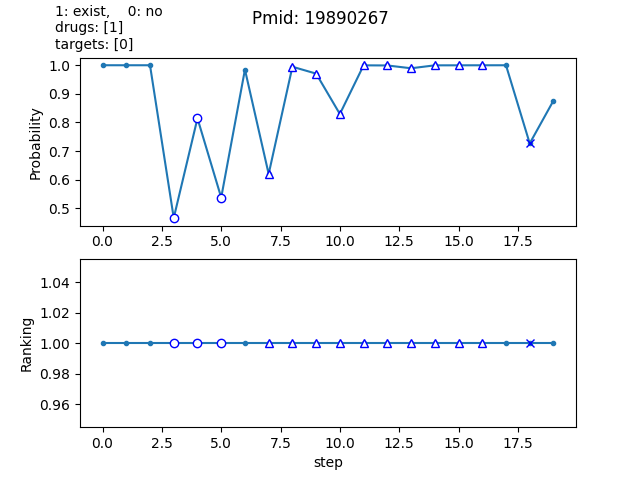 1: exist,    0: no
Pmid: 19890267
drugs: [1]
targets: [0]
1.0
0.9
0.8
0.7
0.6
0.5
Probability
0.0 2.5 5.0 7.5 10.0 12.5 15.0 17.5
1.04
1.02
1.00
0.98
0.96
Ranking
0.0 2.5 5.0 7.5 10.0 12.5 15.0 17.5
step